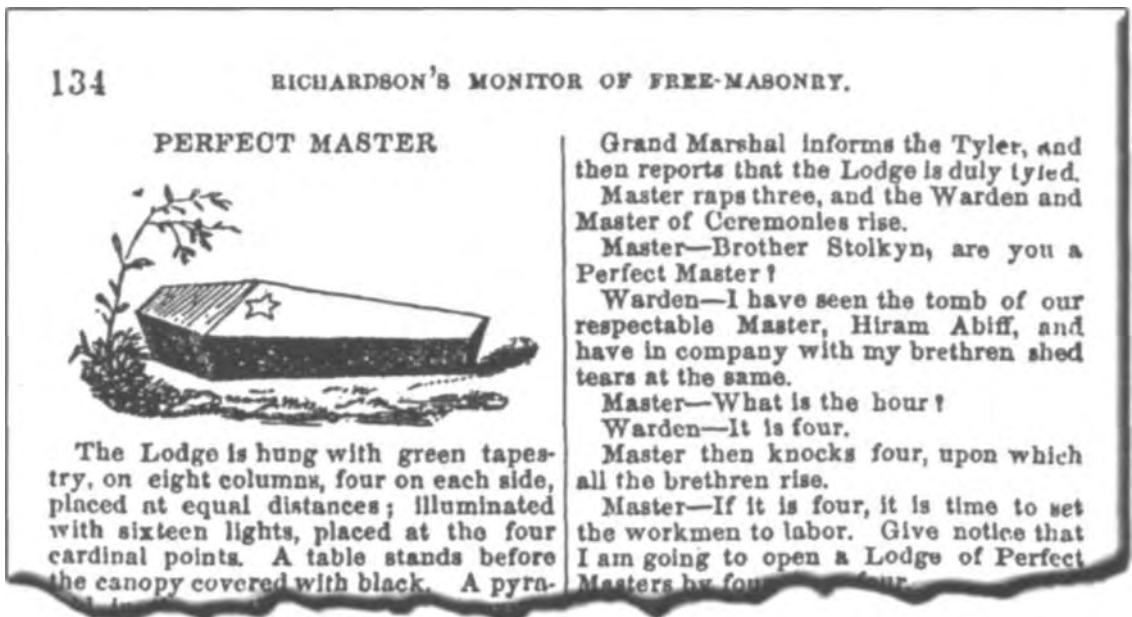 134
RICHARDSON'S MONITOR OF FREE-MASONRY.
PERFECT MASTER
The Lodge is hung with green tapes-
try, on eight columns, four on each side,
placed at equal distances; illuminated
with sixteen lights, placed at the four
cardinal points. A table stands before
the canopy covered with black. A pyra-
Grand Marshal informs the Tyler, and
then reports that the Lodge is duly tyled.
Master raps three, and the Warden and
Master of Ceremonies rise.
Master—Brother Stolkyn, are you a
Perfect Master?
Warden—I have seen the tomb of our
respectable Master, Hiram Abiff, and
have in company with my brethren shed
tears at the same.
Master—What is the hour?
Warden—It is four.
Master then knocks four, upon which
all the brethren rise.
Master—If it is four, it is time to set
the workmen to labor. Give notice that
I am going to open a Lodge of Perfect
Masters by four four.